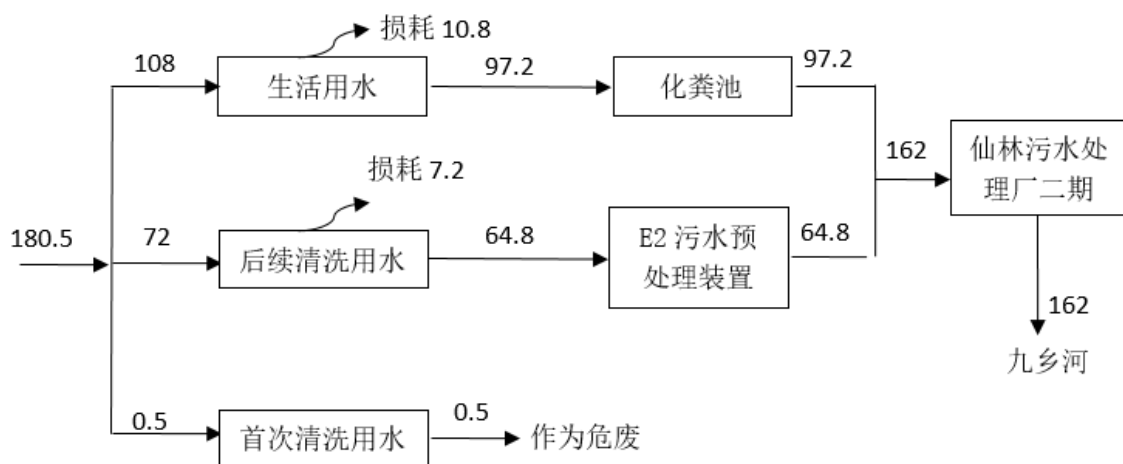 损耗 10.8
108
生活用水
97.2
化粪池
97.2
162
仙林污水处
理厂二期
损耗 7.2
180.5
72
后续清洗用水
64.8
E2 污水预
处理装置
64.8
162
九乡河
0.5
首次清洗用水
0.5
作为危废